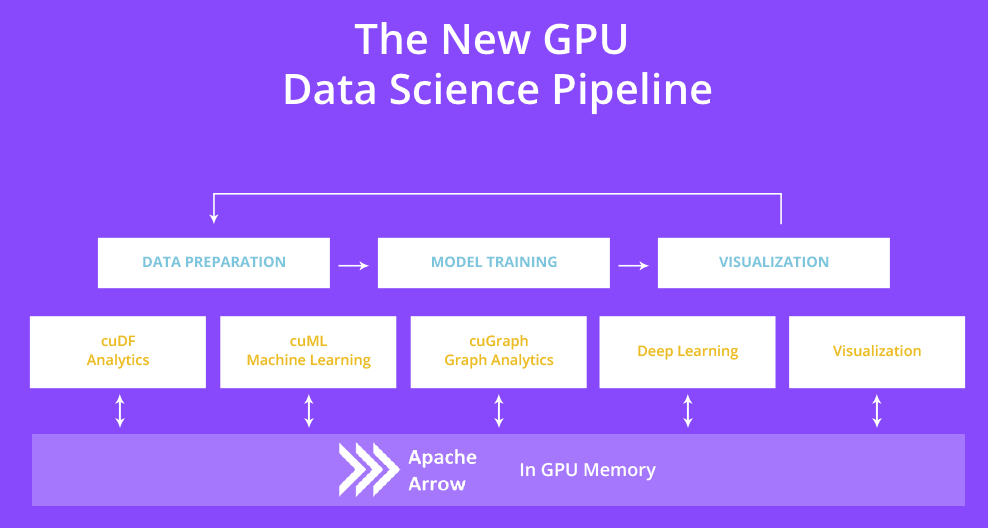 The New GPU
Data Science Pipeline
DATA PREPARATION
MODEL TRAINING
VISUALIZATION
cuDF
Analytics
cuML
Machine Learning
cuGraph
Graph Analytics
Deep Learning
Visualization
Apache
Arrow
In GPU Memory